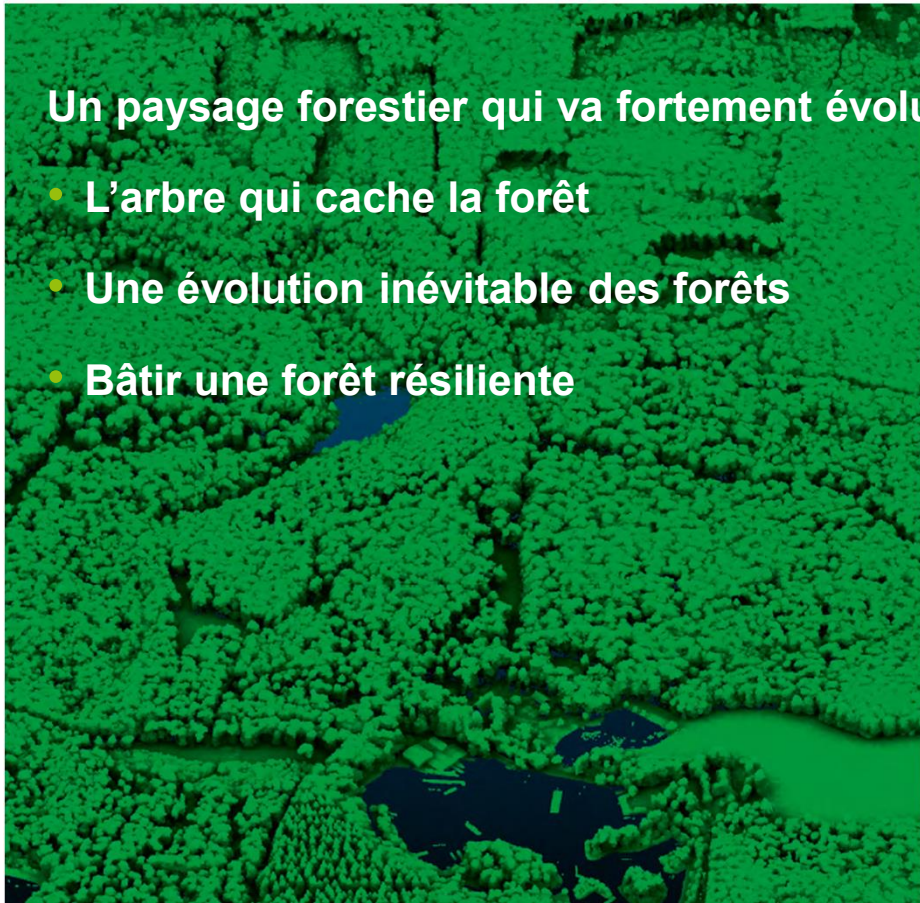 Un paysage forestier qui va fortement évolu
• L’arbre qui cache la forêt
• Une évolution inévitable des forêts
• Bâtir une forêt résiliente